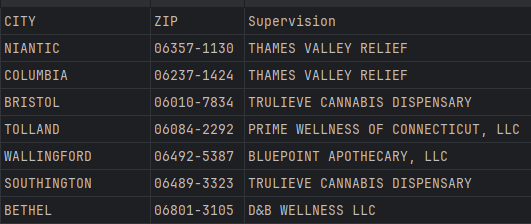 CITY ZIP Supervision
NIANTIC 06357-1130 THAMES VALLEY RELIEF
COLUMBIA 06237-1424 THAMES VALLEY RELIEF
BRISTOL 06010-7834 TRULIEVE CANNABIS DISPENSARY
TOLLAND 06084-2292 PRIME WELLNESS OF CONNECTICUT, LLC
WALLINGFORD 06492-5387 BLUEPOINT APOTHECARY, LLC
SOUTHINGTON 06489-3323 TRULIEVE CANNABIS DISPENSARY
BETHEL 06801-3105 D&B WELLNESS LLC